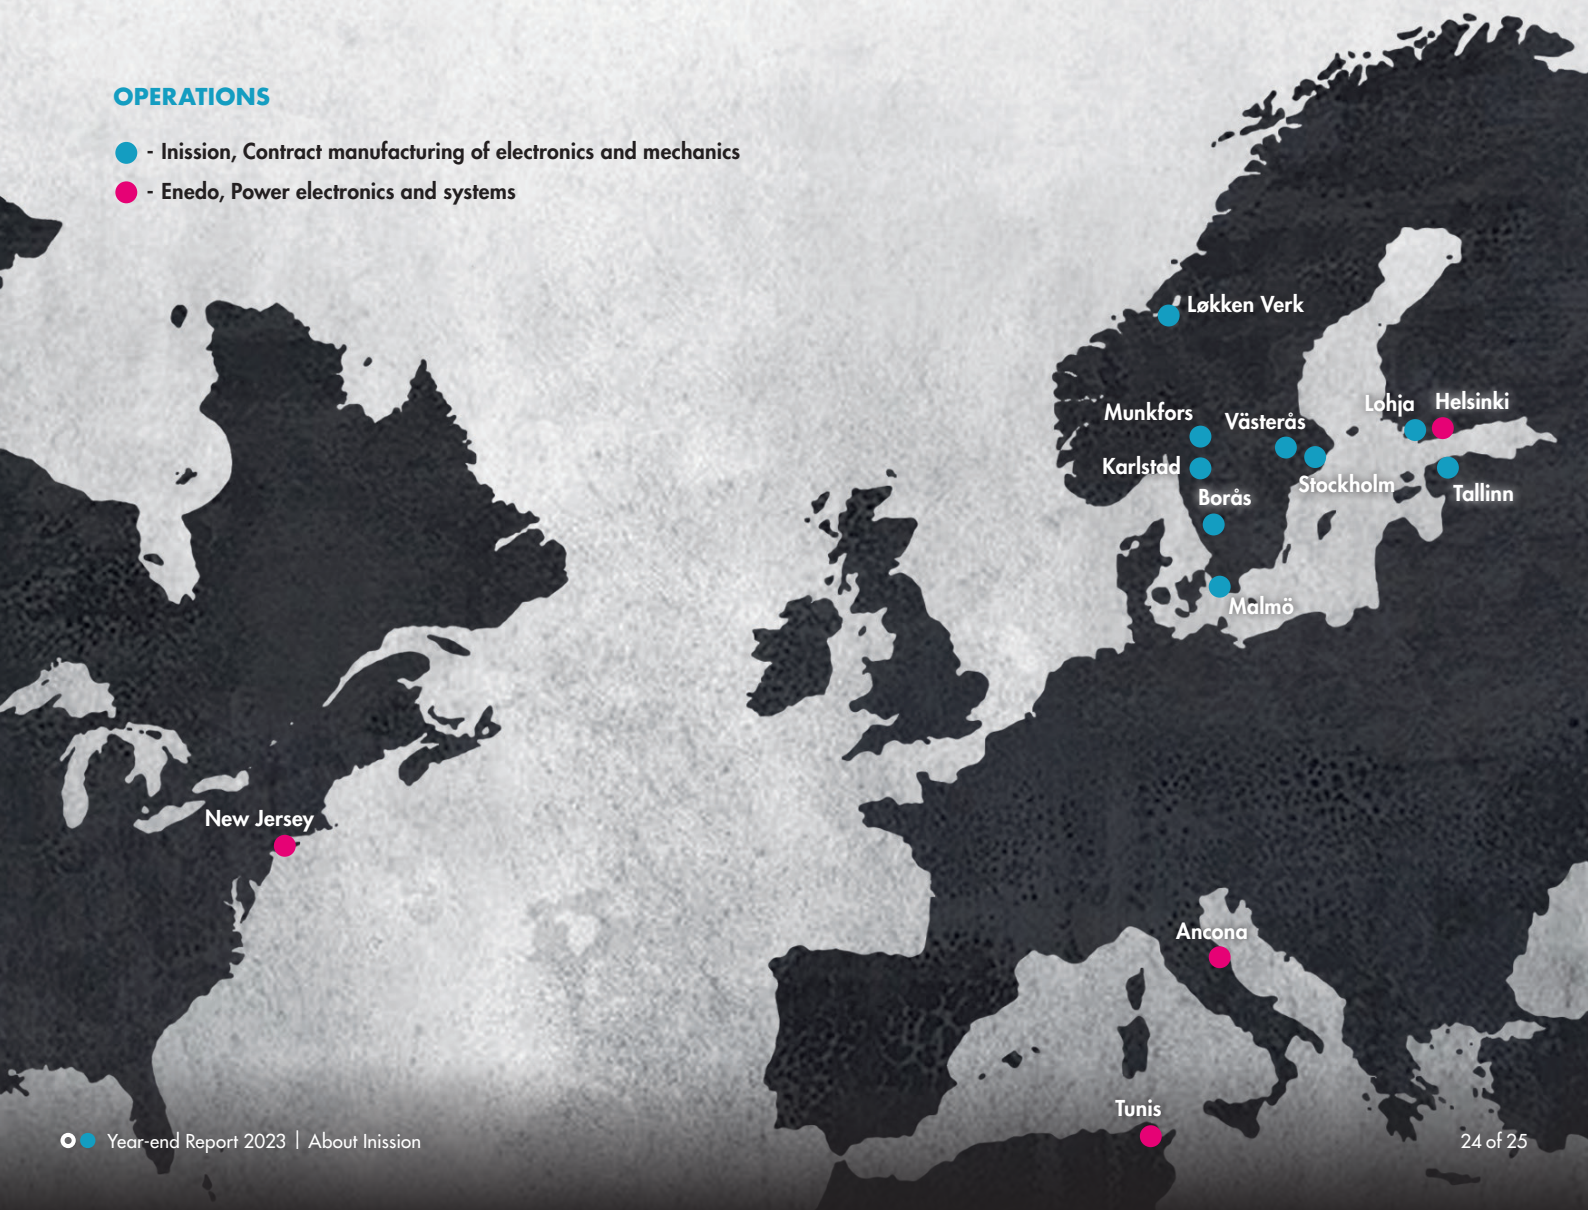 OPERATIONS
- Inission, Contract manufacturing of electronics and mechanics
- Enedo, Power electronics and systems
Løkken Verk
Lohja
Helsinki
Munkfors
Västerås
Karlstad
Stockholm
Tallinn
Borås
Malmö
New Jersey
Ancona
Tunis
Year-end Report 2023 | About Inission
24 of 25